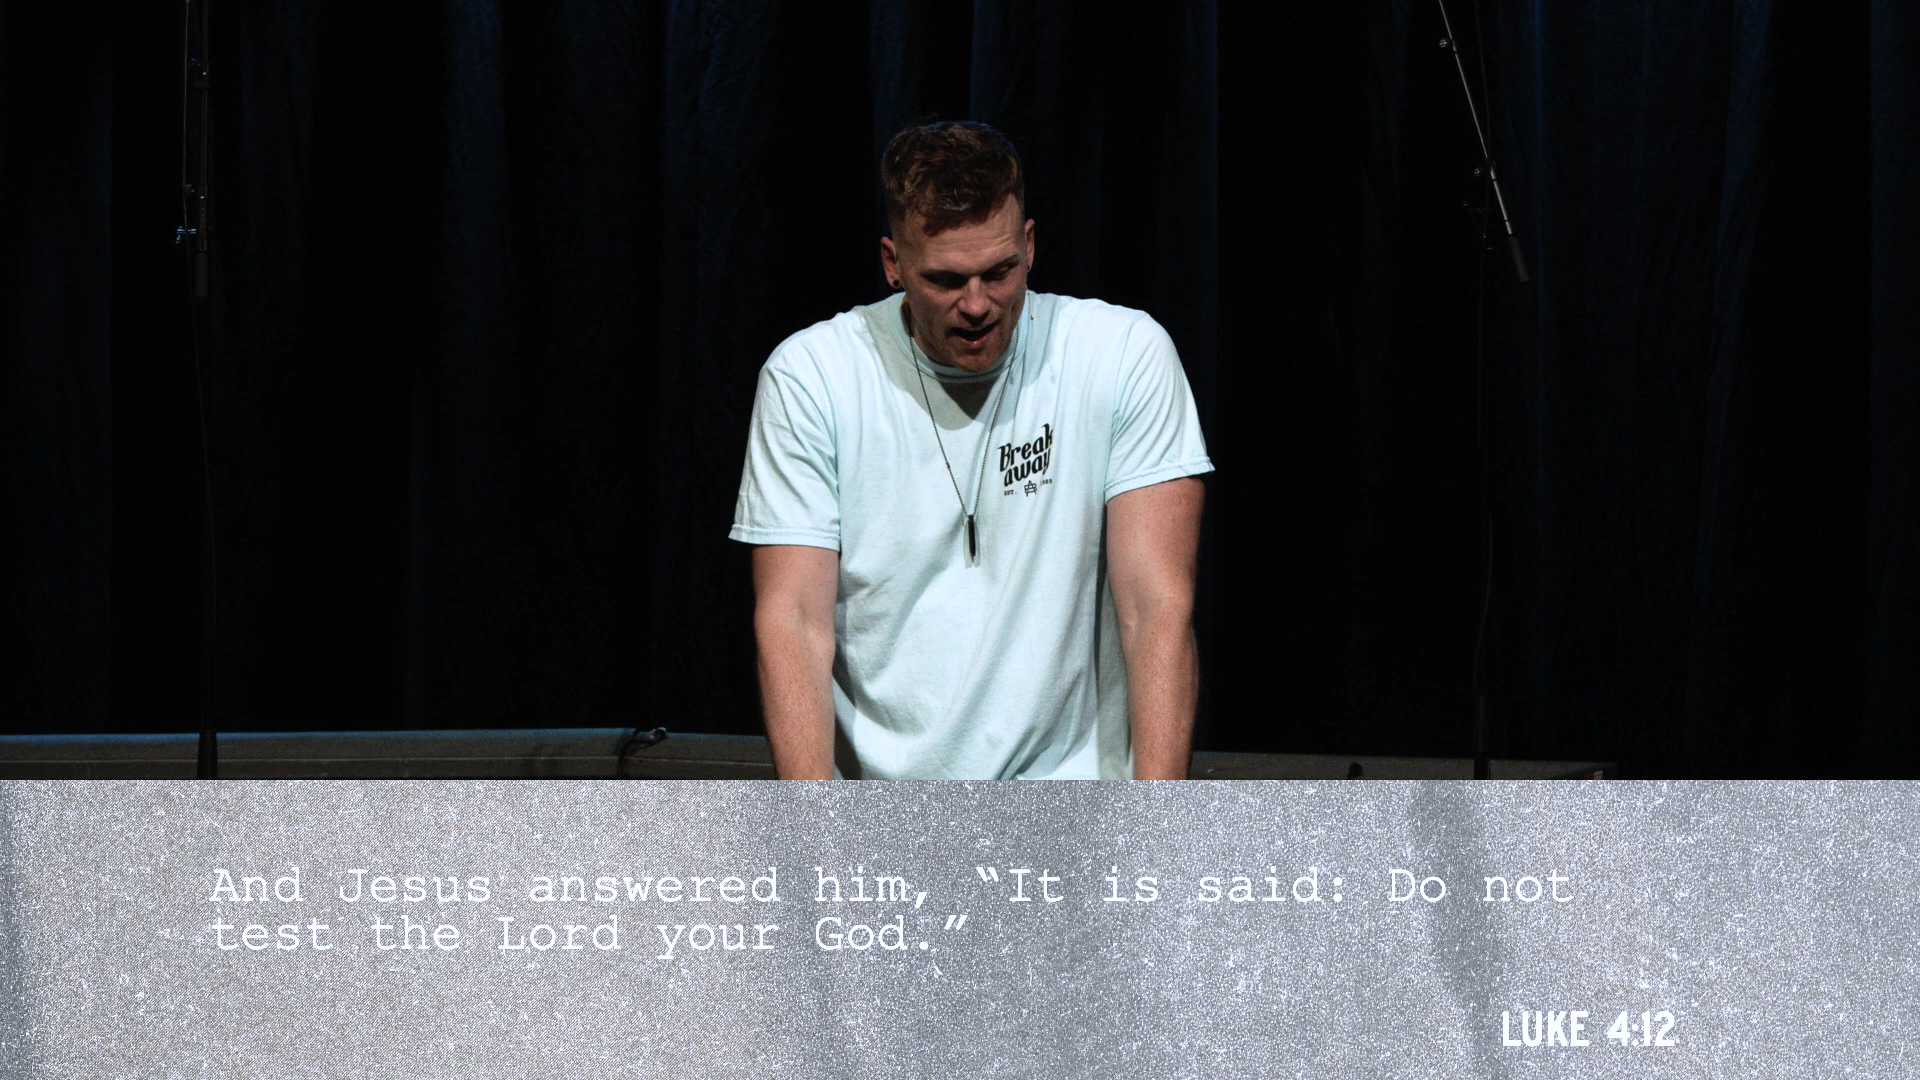 Break
away
EST.
And Jesus answered him, “It is said: Do not
test the Lord your God.”
LUKE 4:12